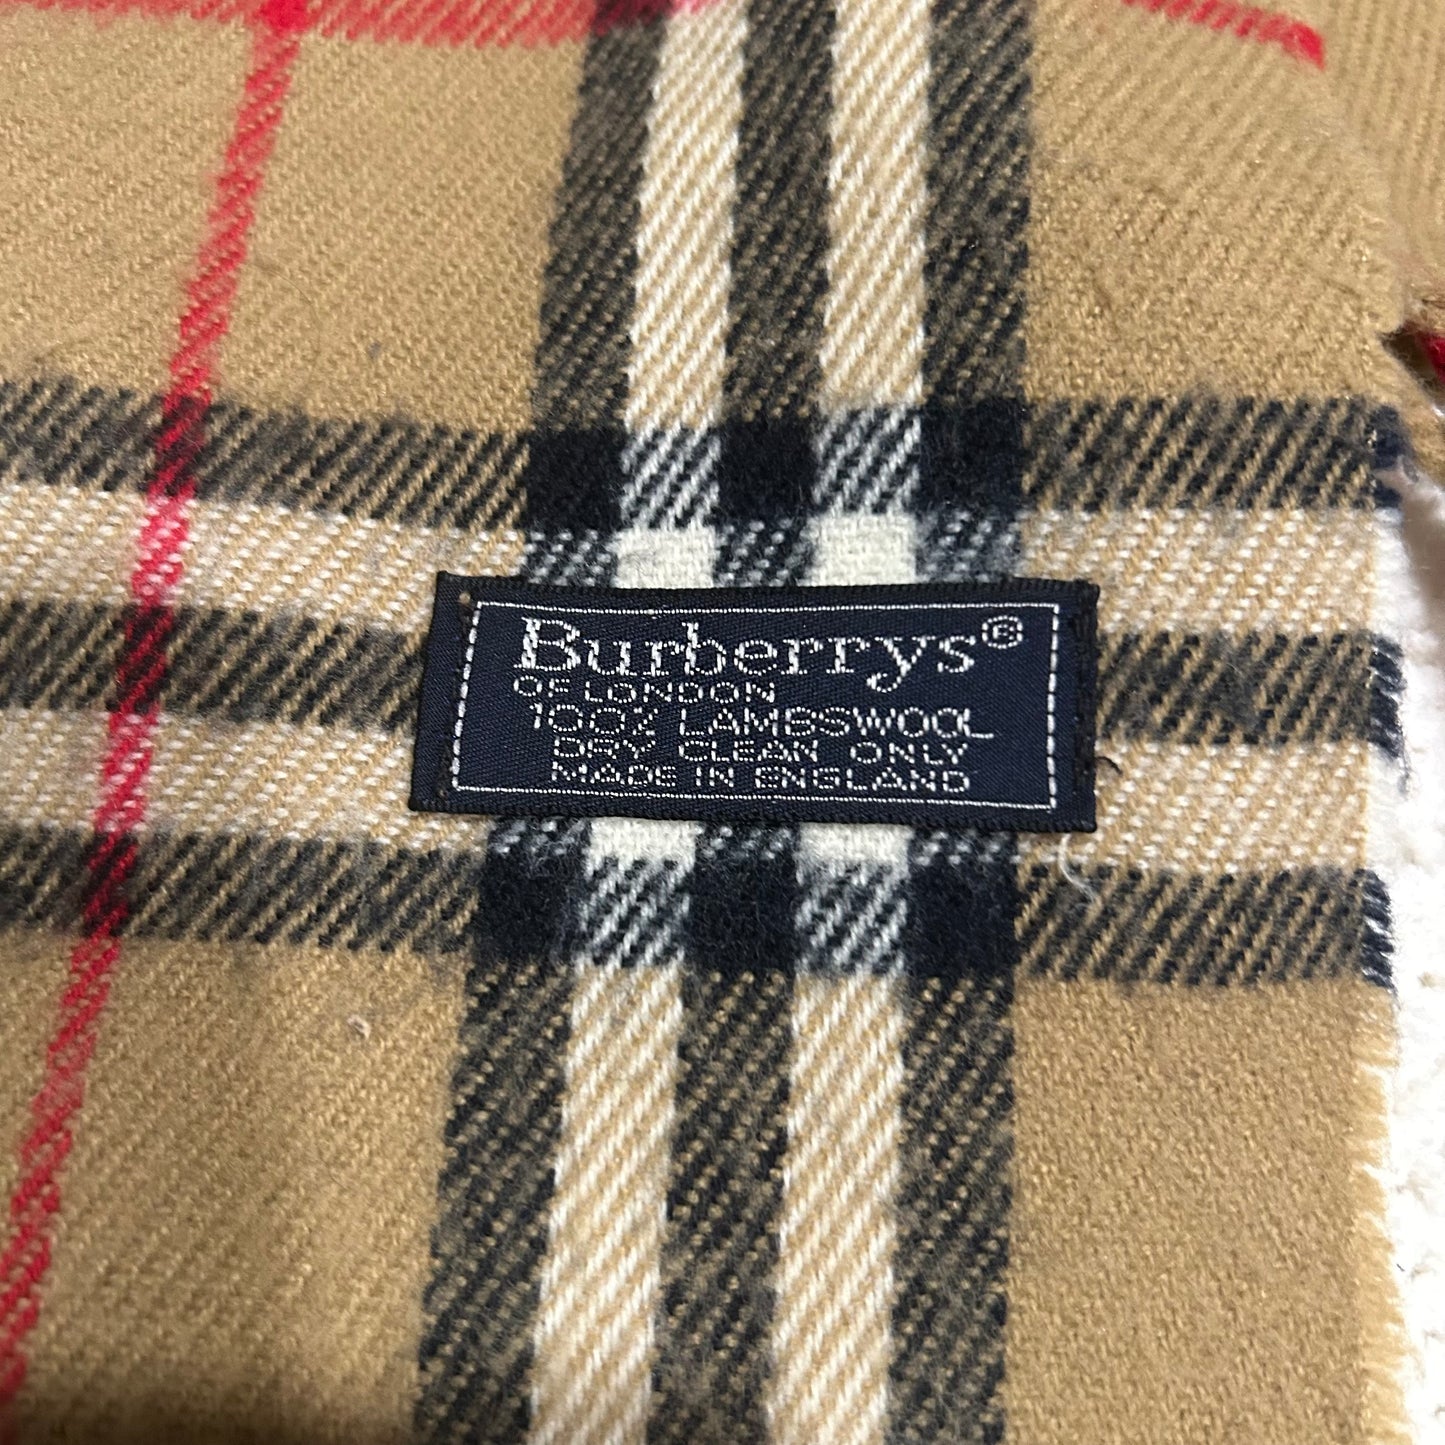 Burberrys®
OF LONDON
100% LAMBSWOOL
DRY CLEAN ONLY
MADE IN ENGLAND